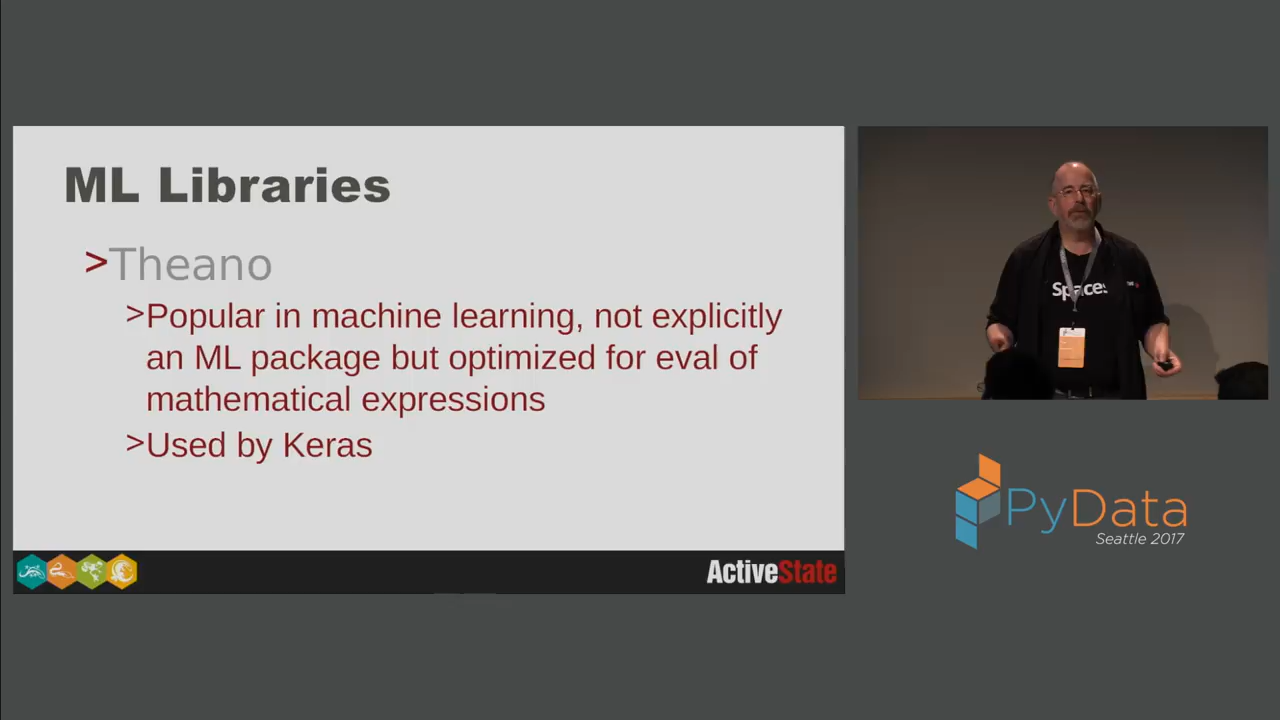 ML Libraries
>Theano
>Popular in machine learning, not explicitly
an ML package but optimized for eval of
mathematical expressions
>Used by Keras
ActiveState
Spaces
PyData
Seattle 2017